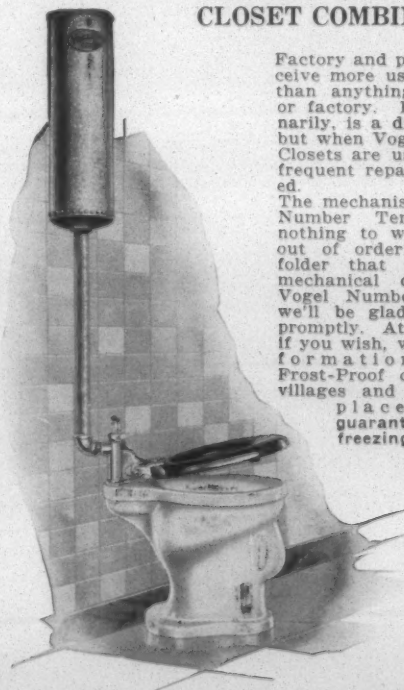 CLOSET COMBIN
Factory and p
ceive more us
than anything
or factory.
narily, is a d
but when Vog
Closets are us
frequent repa
ed.
The mechanis
Number Ten
nothing to w
out of order
folder that
mechanical
Vogel Numbe
we'll be glad
promptly. At
if you wish, w
formation
Frost-Proof
villages and
place
guarant
freezing